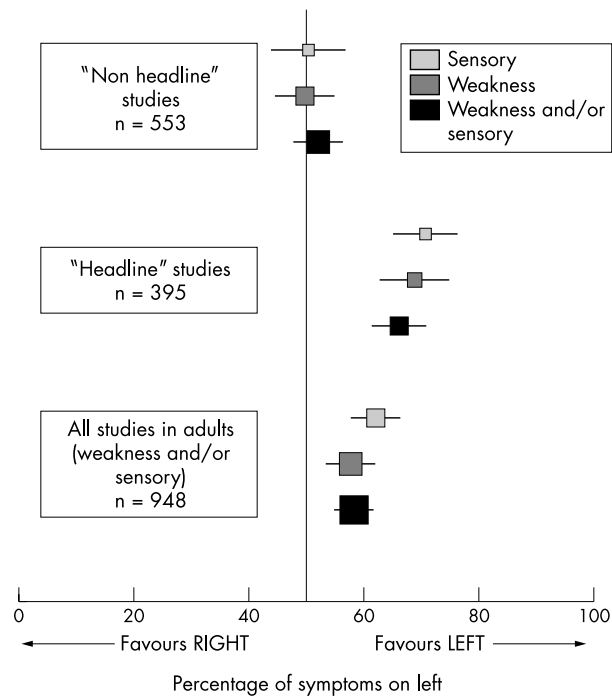 "Non headline"
studies
n = 553
Sensory
Weakness
Weakness and/or
sensory
"Headline" studies
n = 395
All studies in adults
(weakness and/or
sensory)
n = 948
0 20 40 60 80 100
Favours RIGHT Favours LEFT
Percentage of symptoms on left